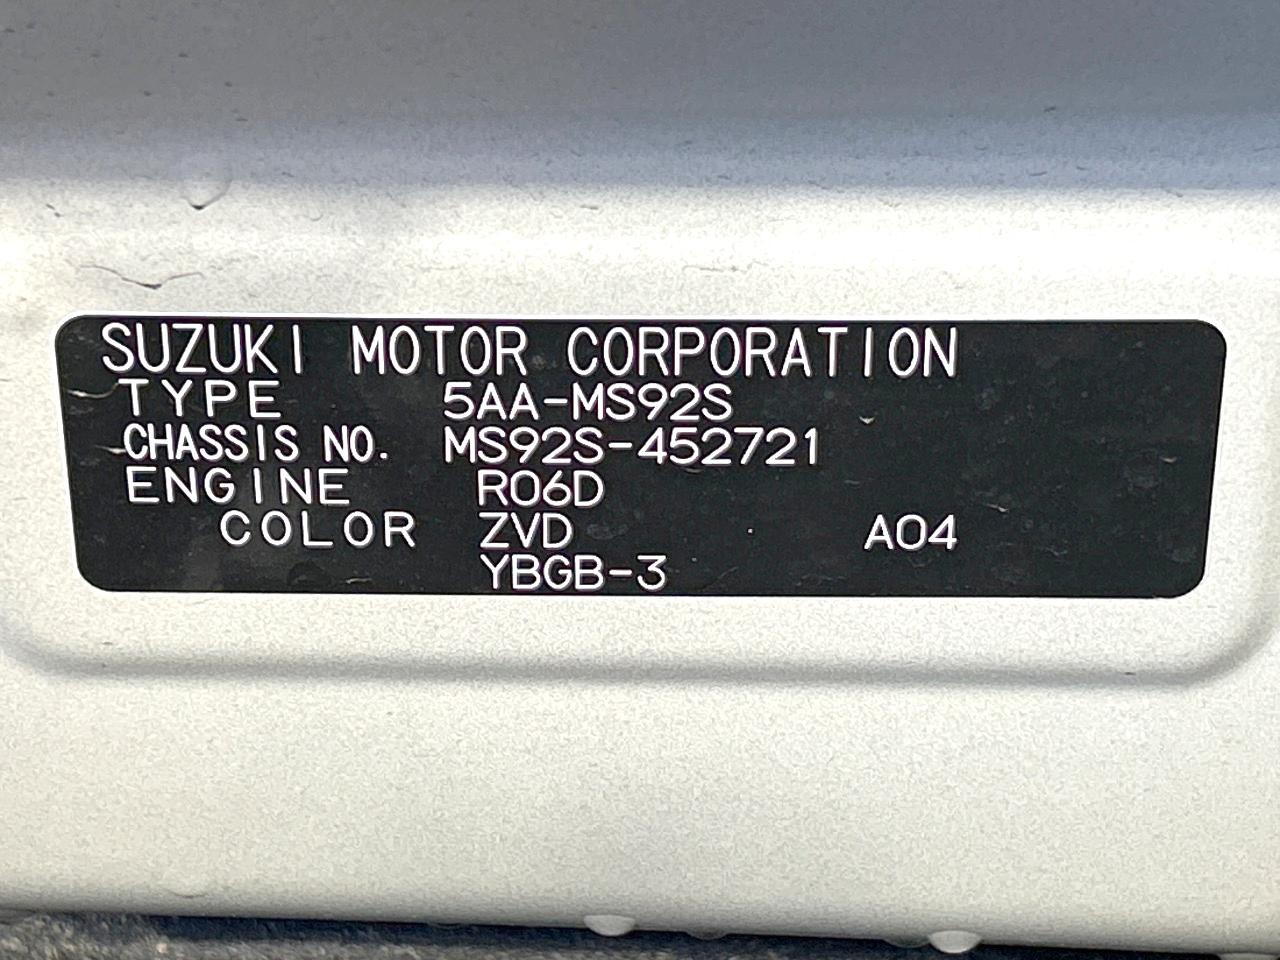 SUZUKI MOTOR CORPORATION
TYPE 5AA-MS92S
CHASSIS NO. MS92S-452721
ENGINE R06D
COLOR ZVD A04
YBGB-3